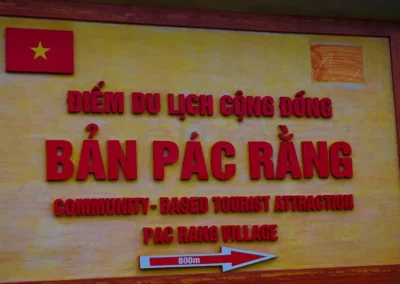 ĐIỂM DU LỊCH CỘNG ĐỒNG
BẢN PÁC RẰNG
COMMUNITY - BASED TOURIST ATTRACTION
PAC RANG VILLAGE
800m